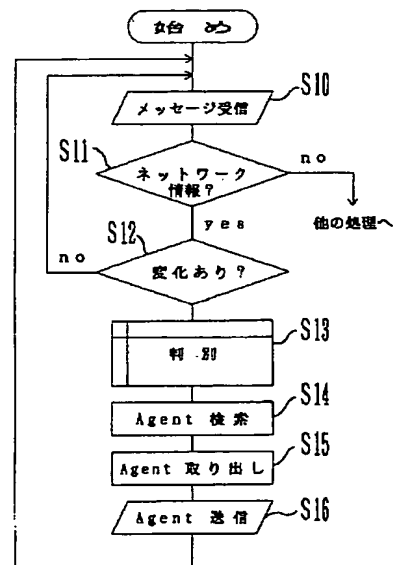 始め
メッセージ受信
S10
S11
ネットワーク
情報?
no
yes
他の処理へ
S12
no
変化あり?
S13
判別
S14
Agent 検索
S15
Agent 取り出し
Agent 送信
S16